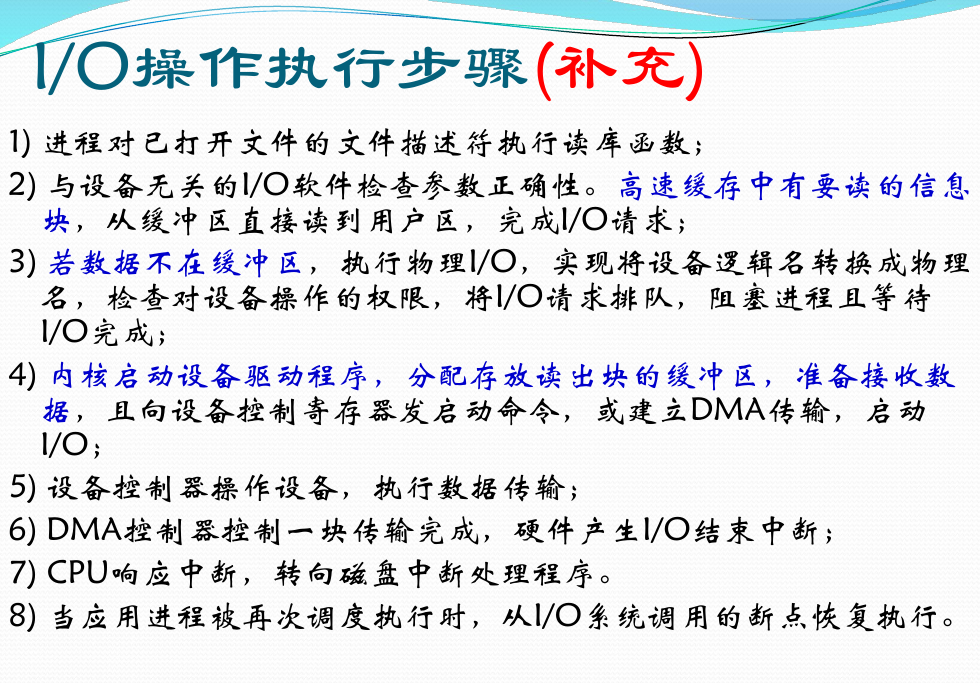 I/O操作执行步骤(补充)
1) 进程对已打开文件的文件描述符执行读库函数；
2) 与设备无关的I/O软件检查参数正确性。高速缓存中有要读的信息
块，从缓冲区直接读到用户区，完成I/O请求；
3) 若数据不在缓冲区，执行物理I/O，实现将设备逻辑名转换成物理
名，检查对设备操作的权限，将I/O请求排队，阻塞进程且等待
I/O完成；
4) 内核启动设备驱动程序，分配存放读出块的缓冲区，准备接收数
据，且向设备控制寄存器发启动命令，或建立DMA传输，启动
I/O；
5) 设备控制器操作设备，执行数据传输；
6) DMA控制器控制一块传输完成，硬件产生I/O结束中断；
7) CPU响应中断，转向磁盘中断处理程序。
8) 当应用进程被再次调度执行时，从I/O系统调用的断点恢复执行。